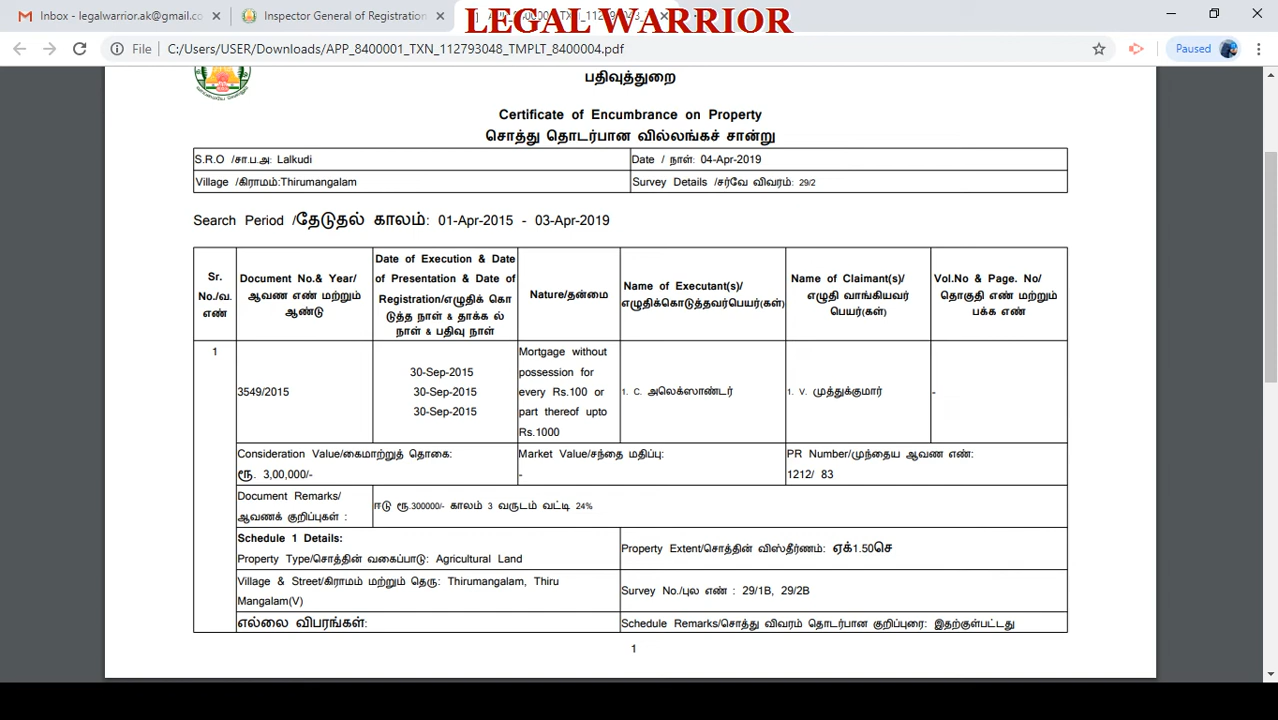 Inbox - legalwarrior.ak@gmail.co
Inspector General of Registration
LEGAL WARRIOR
Paused
File
C:/Users/USER/Downloads/APP_8400001_TXN_112793048_TMPLT_8400004.pdf
பதிவுத்துறை
Certificate of Encumbrance on Property
சொத்து தொடர்பான வில்லங்கச் சான்று
S.R.O /சா.ப.அ: Lalkudi
Date / நாள்: 04-Apr-2019
Village /கிராமம்:Thirumangalam
Survey Details /சர்வே விவரம்: 29/2
Search Period /தேடுதல் காலம்: 01-Apr-2015 - 03-Apr-2019
Sr.
No./வ.
எண்
Document No.& Year/
ஆவண எண் மற்றும்
ஆண்டு
Date of Execution & Date
of Presentation & Date of
Registration/எழுதிக் கொ
டுத்த நாள் & தாக்க ல்
நாள் & பதிவு நாள்
Nature/தன்மை
Name of Executant(s)/
எழுதிக்கொடுத்தவர்பெயர்(கள்)
Name of Claimant(s)/
எழுதி வாங்கியவர்
பெயர்(கள்)
Vol.No & Page. No/
தொகுதி எண் மற்றும்
பக்க எண்
1
3549/2015
30-Sep-2015
30-Sep-2015
30-Sep-2015
Mortgage without
possession for
every Rs.100 or
part thereof upto
Rs.1000
1. C. அலெக்ஸாண்டர்
1. V. முத்துக்குமார்
-
Consideration Value/கைமாற்றுத் தொகை:
ரூ. 3,00,000/-
Market Value/சந்தை மதிப்பு:
-
PR Number/முந்தைய ஆவண எண்:
1212/ 83
Document Remarks/
ஆவணக் குறிப்புகள் :
ஈடு ரூ.300000/- காலம் 3 வருடம் வட்டி 24%
Schedule 1 Details:
Property Type/சொத்தின் வகைப்பாடு: Agricultural Land
Property Extent/சொத்தின் விஸ்தீர்ணம்: ஏக்1.50செ
Village & Street/கிராமம் மற்றும் தெரு: Thirumangalam, Thiru
Mangalam(V)
Survey No./புல எண் : 29/1B, 29/2B
எல்லை விபரங்கள்:
Schedule Remarks/சொத்து விவரம் தொடர்பான குறிப்புரை: இதற்குள்பட்டது
1